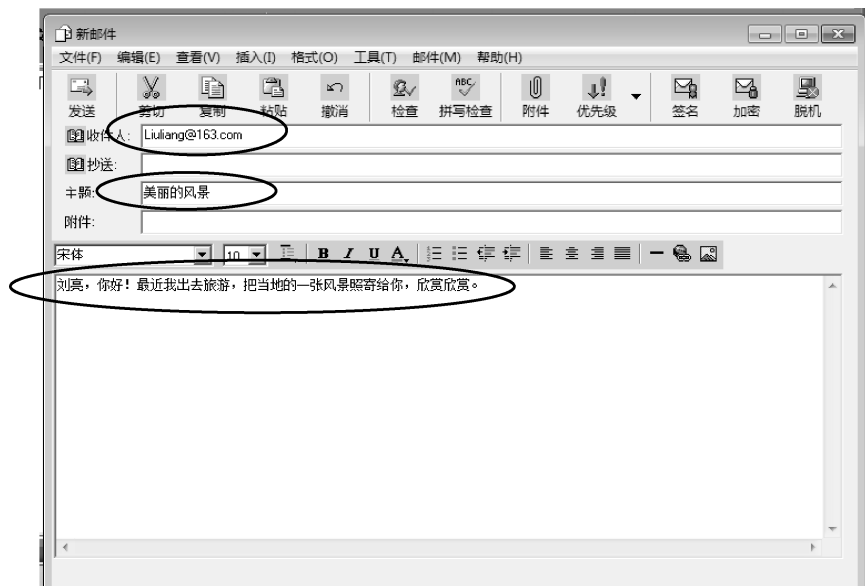 新邮件
文件(F) 编辑(E) 查看(V) 插入(I) 格式(O) 工具(T) 邮件(M) 帮助(H)
发送 剪切 复制 粘贴 撤消 检查 拼写检查 附件 优先级 签名 加密 脱机
收件人: Liuliang@163.com
抄送:
主题: 美丽的风景
附件:
宋体 10 B I U A
刘亮，你好！最近我出去旅游，把当地的一张风景照寄给你，欣赏欣赏。